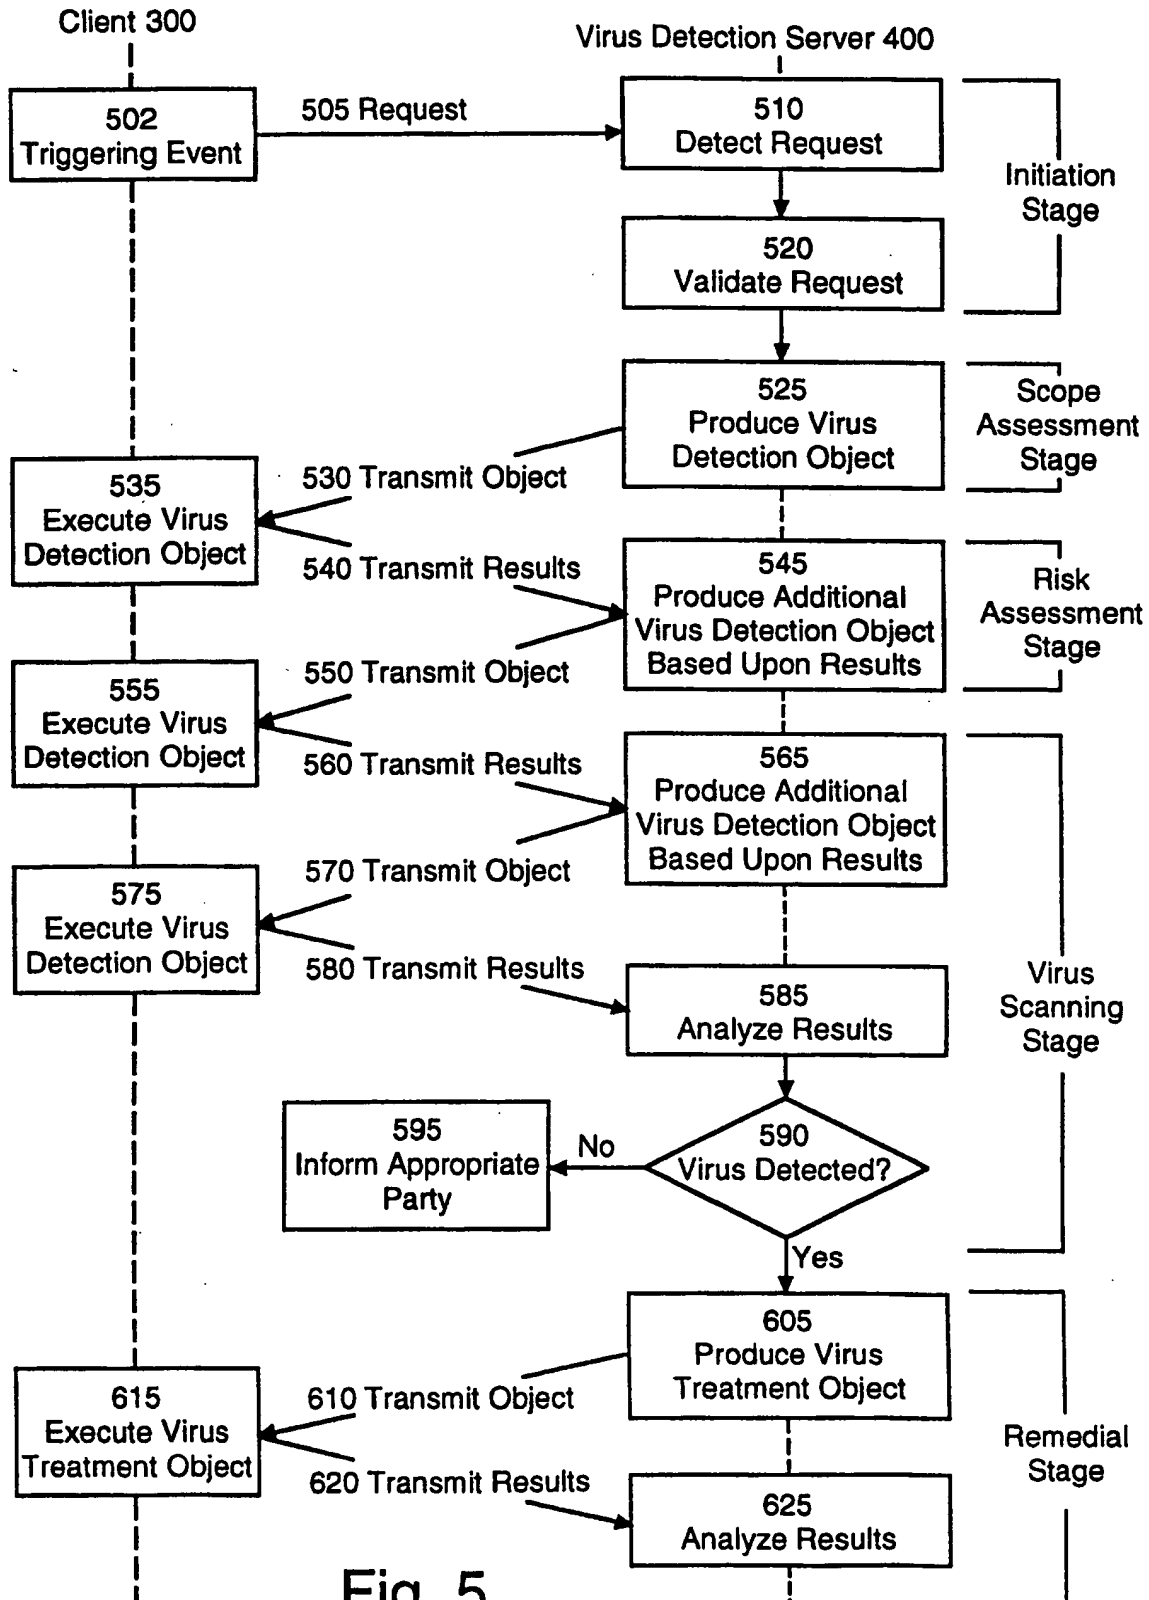 Client 300
Virus Detection Server 400
502
Triggering Event
505 Request
510
Detect Request
Initiation
Stage
520
Validate Request
525
Produce Virus
Detection Object
Scope
Assessment
Stage
530 Transmit Object
535
Execute Virus
Detection Object
540 Transmit Results
545
Produce Additional
Virus Detection Object
Based Upon Results
Risk
Assessment
Stage
550 Transmit Object
555
Execute Virus
Detection Object
560 Transmit Results
565
Produce Additional
Virus Detection Object
Based Upon Results
570 Transmit Object
575
Execute Virus
Detection Object
580 Transmit Results
585
Analyze Results
Virus
Scanning
Stage
590
Virus Detected?
No
595
Inform Appropriate
Party
Yes
605
Produce Virus
Treatment Object
610 Transmit Object
615
Execute Virus
Treatment Object
620 Transmit Results
625
Analyze Results
Remedial
Stage
Fig. 5